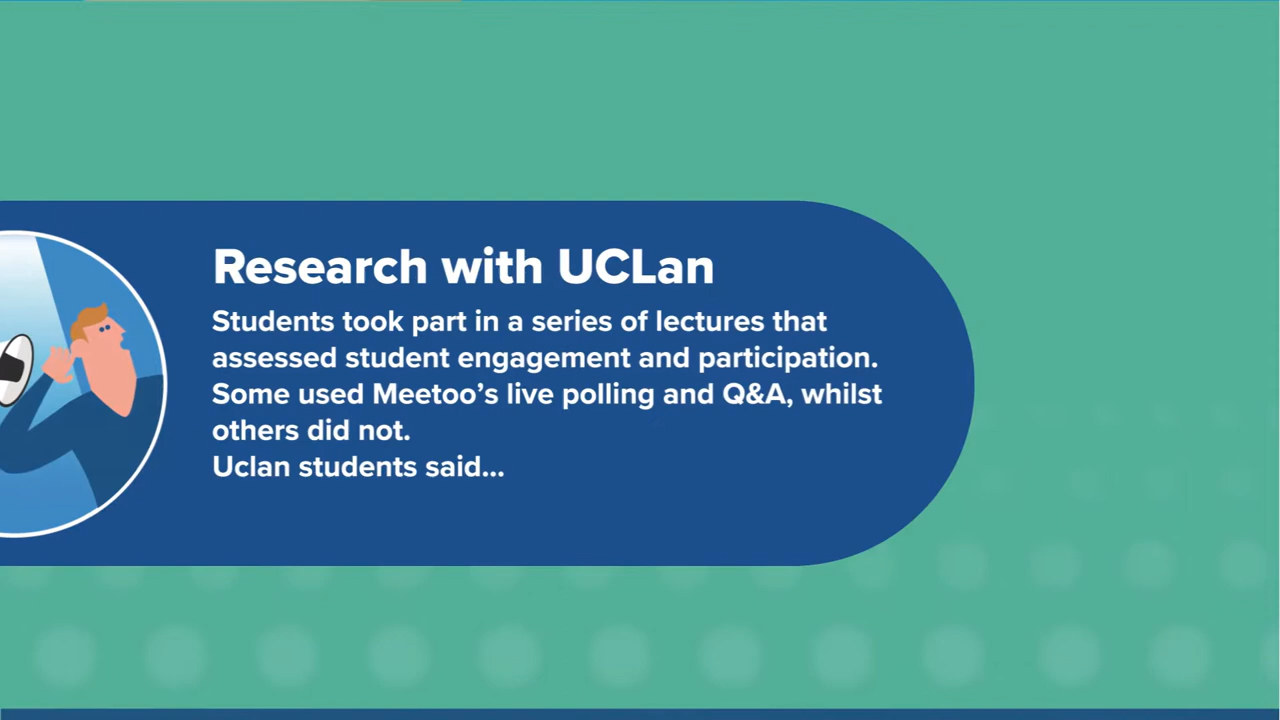 Research with UCLan
Students took part in a series of lectures that
assessed student engagement and participation.
Some used Meetoo’s live polling and Q&A, whilst
others did not.
Uclan students said...